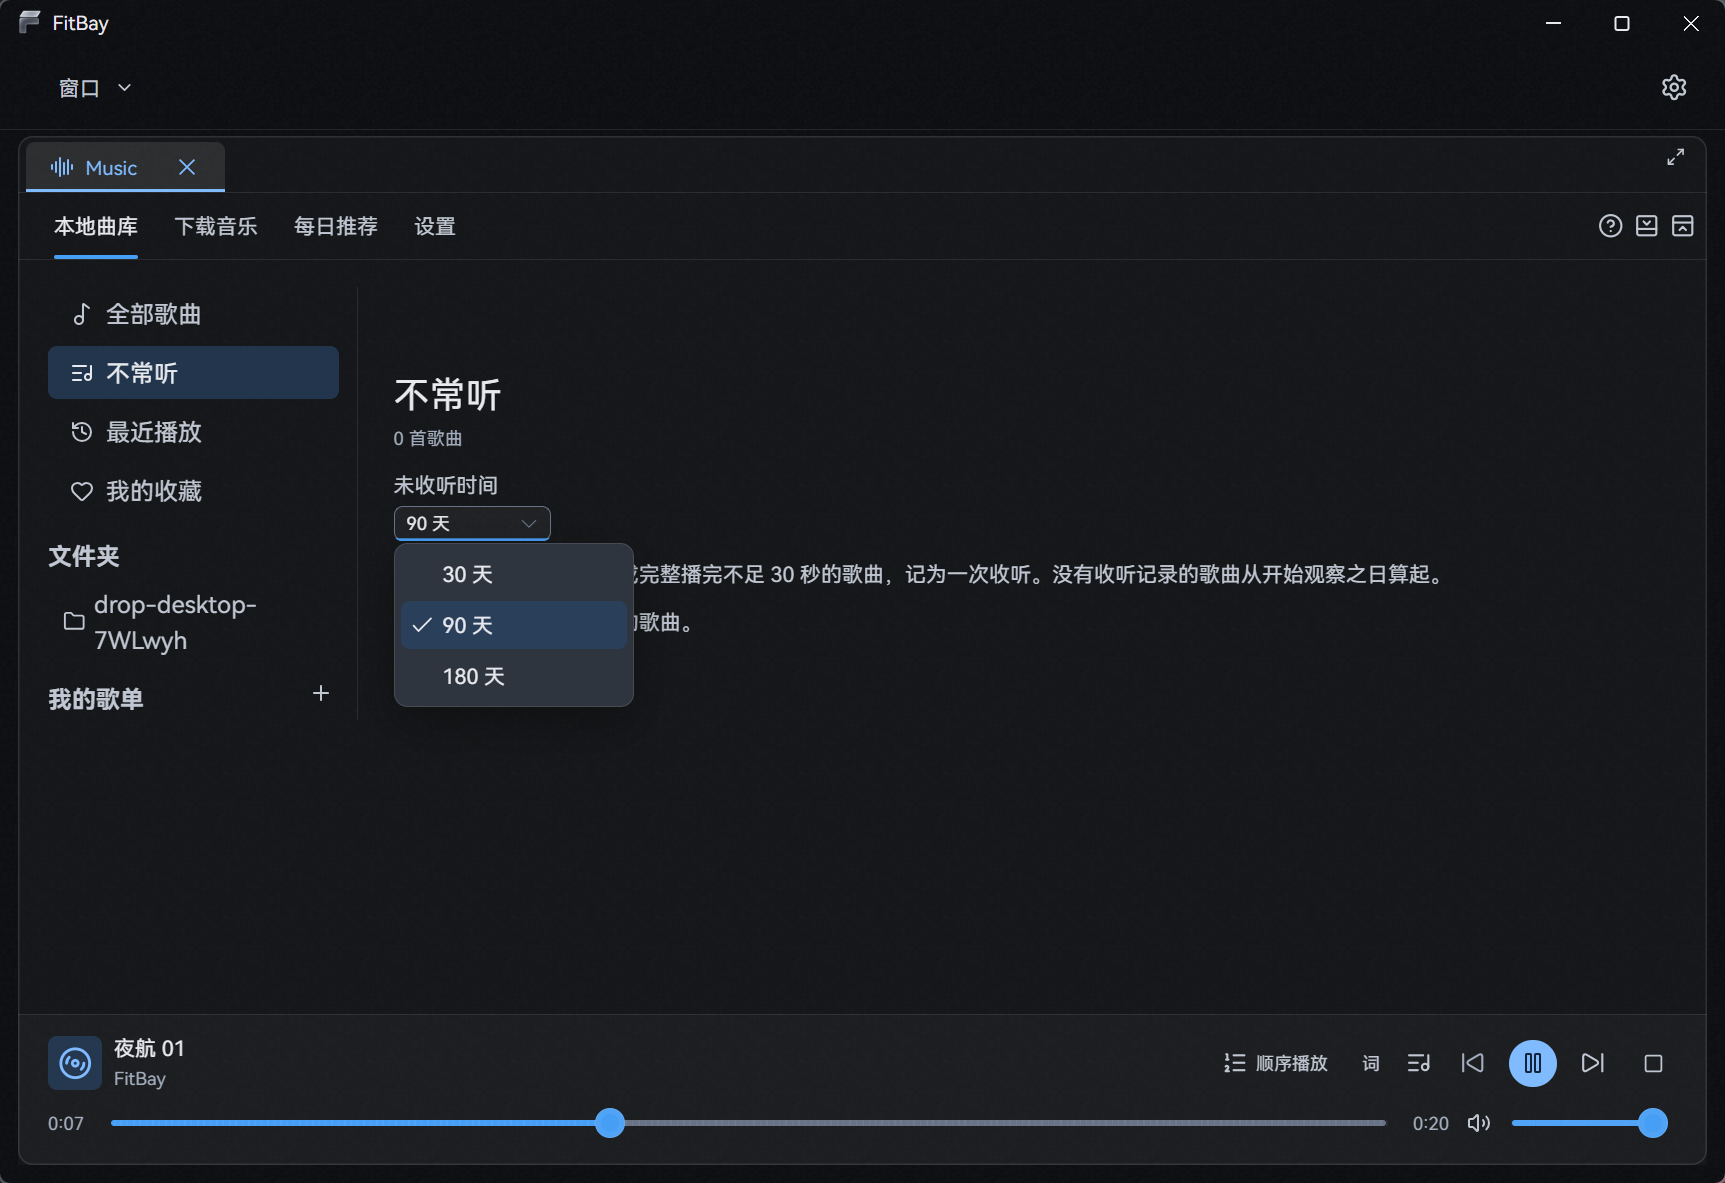 FitBay
窗口
Music
本地曲库 下载音乐 每日推荐 设置
全部歌曲
不常听
最近播放
我的收藏
文件夹
drop-desktop-
7WLwyh
我的歌单
不常听
0 首歌曲
未收听时间
90 天
30 天
90 天
180 天
完整播完不足 30 秒的歌曲，记为一次收听。没有收听记录的歌曲从开始观察之日算起。
歌曲。
夜航 01
FitBay
顺序播放 词
0:07
0:20